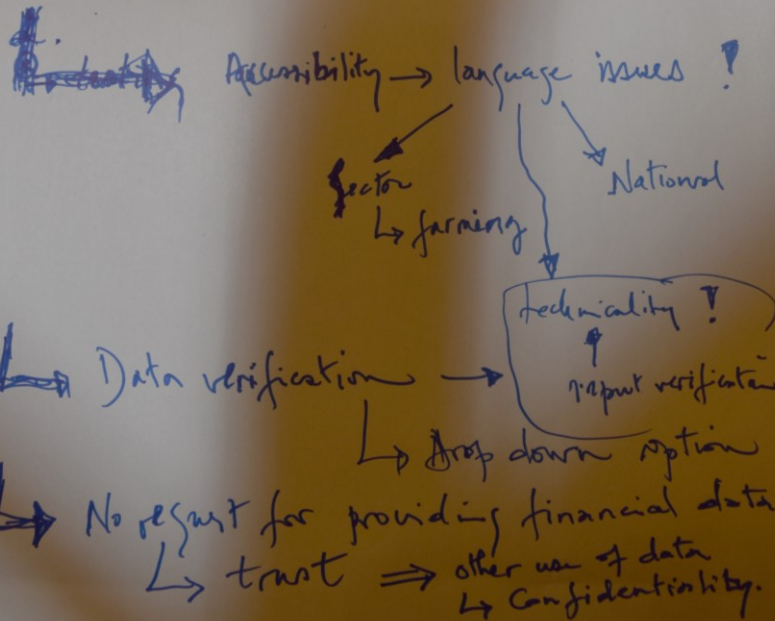 Accessibility → language issues !
Sector
National
↳ farming
technicality !
Data verification →
input verification
↳ Drop down option
→ No request for providing financial data
↳ trust ⇒ other use of data
↳ Confidentiality.